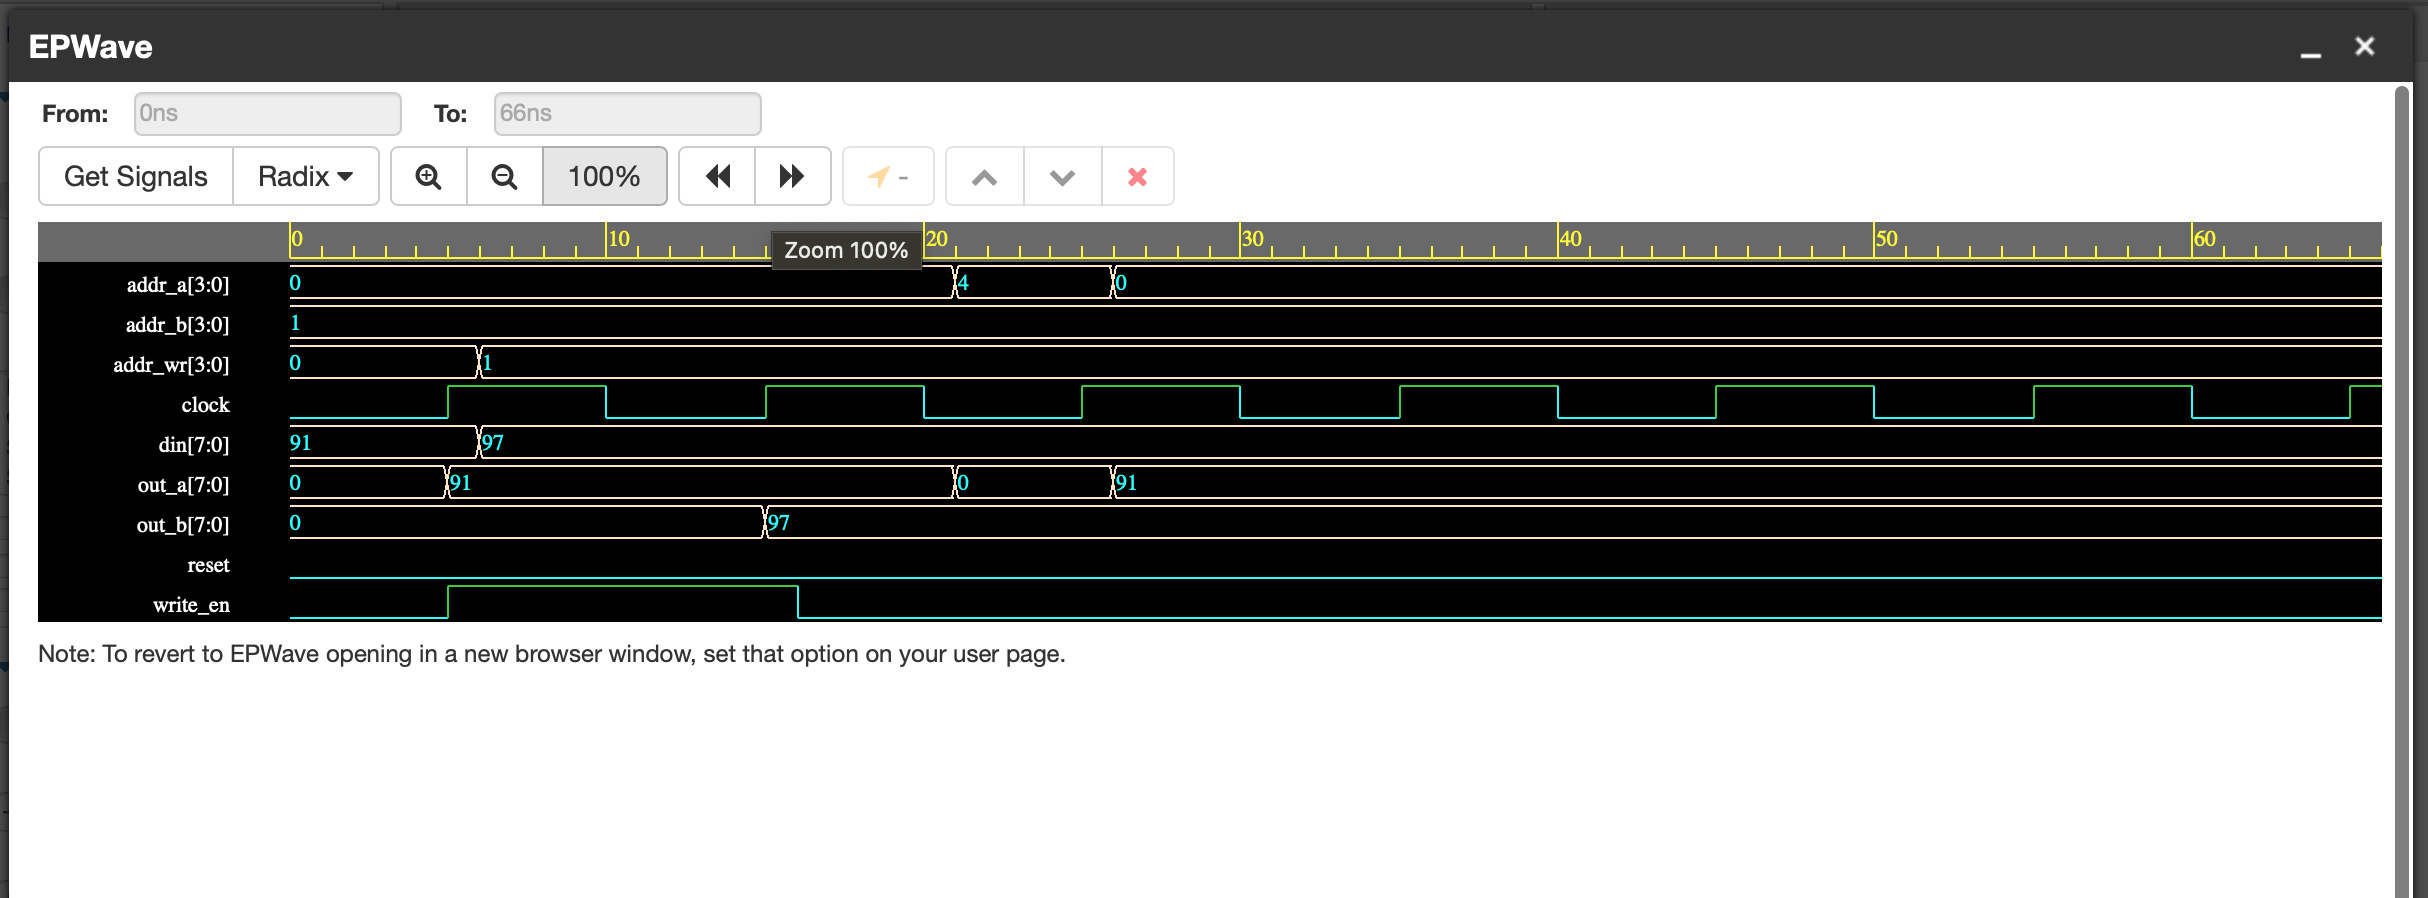 EPWave
From: 0ns To: 66ns
Get Signals Radix 100% -
0 10 20 30 40 50 60
Zoom 100%
addr_a[3:0] 0 4 0
addr_b[3:0] 1
addr_wr[3:0] 0 1
clock
din[7:0] 91 97
out_a[7:0] 0 91 0 91
out_b[7:0] 0 97
reset
write_en
Note: To revert to EPWave opening in a new browser window, set that option on your user page.